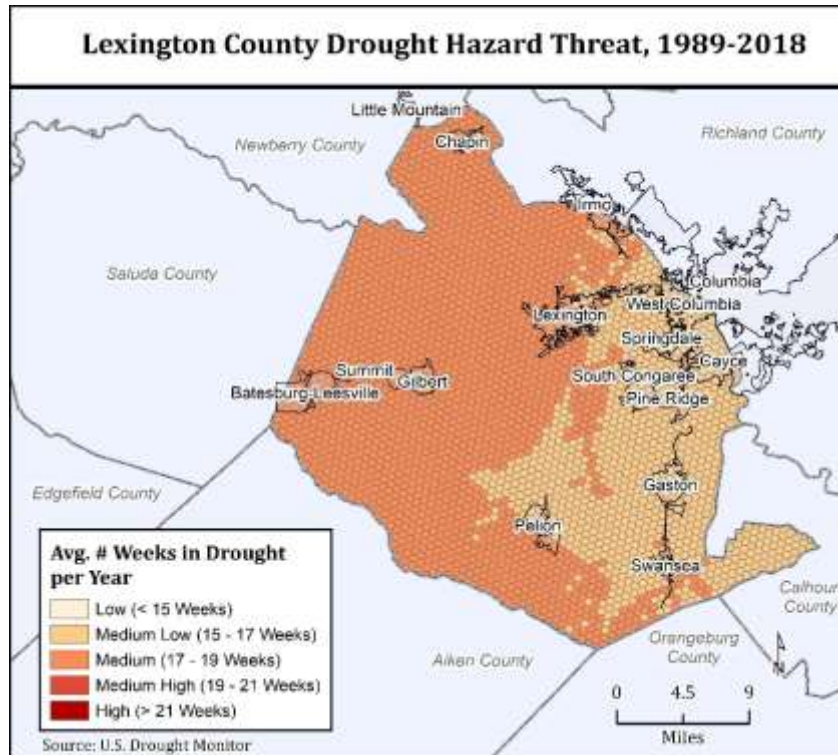 Lexington County Drought Hazard Threat, 1989-2018
Little Mountain
Richland County
Newberry County
Chapin
Irmo
Saluda County
Columbia
West Columbia
Lexington
Springdale
Cayce
Summit
South Congaree
Gilbert
Batesburg-Leesville
Pine Ridge
Edgefield County
Gaston
Pelion
Swansea
Calhoun
County
Orangeburg
County
Aiken County
Avg. # Weeks in Drought
per Year
Low (< 15 Weeks)
Medium Low (15 - 17 Weeks)
Medium (17 - 19 Weeks)
Medium High (19 - 21 Weeks)
High (> 21 Weeks)
Source: U.S. Drought Monitor
N
0 4.5 9
Miles